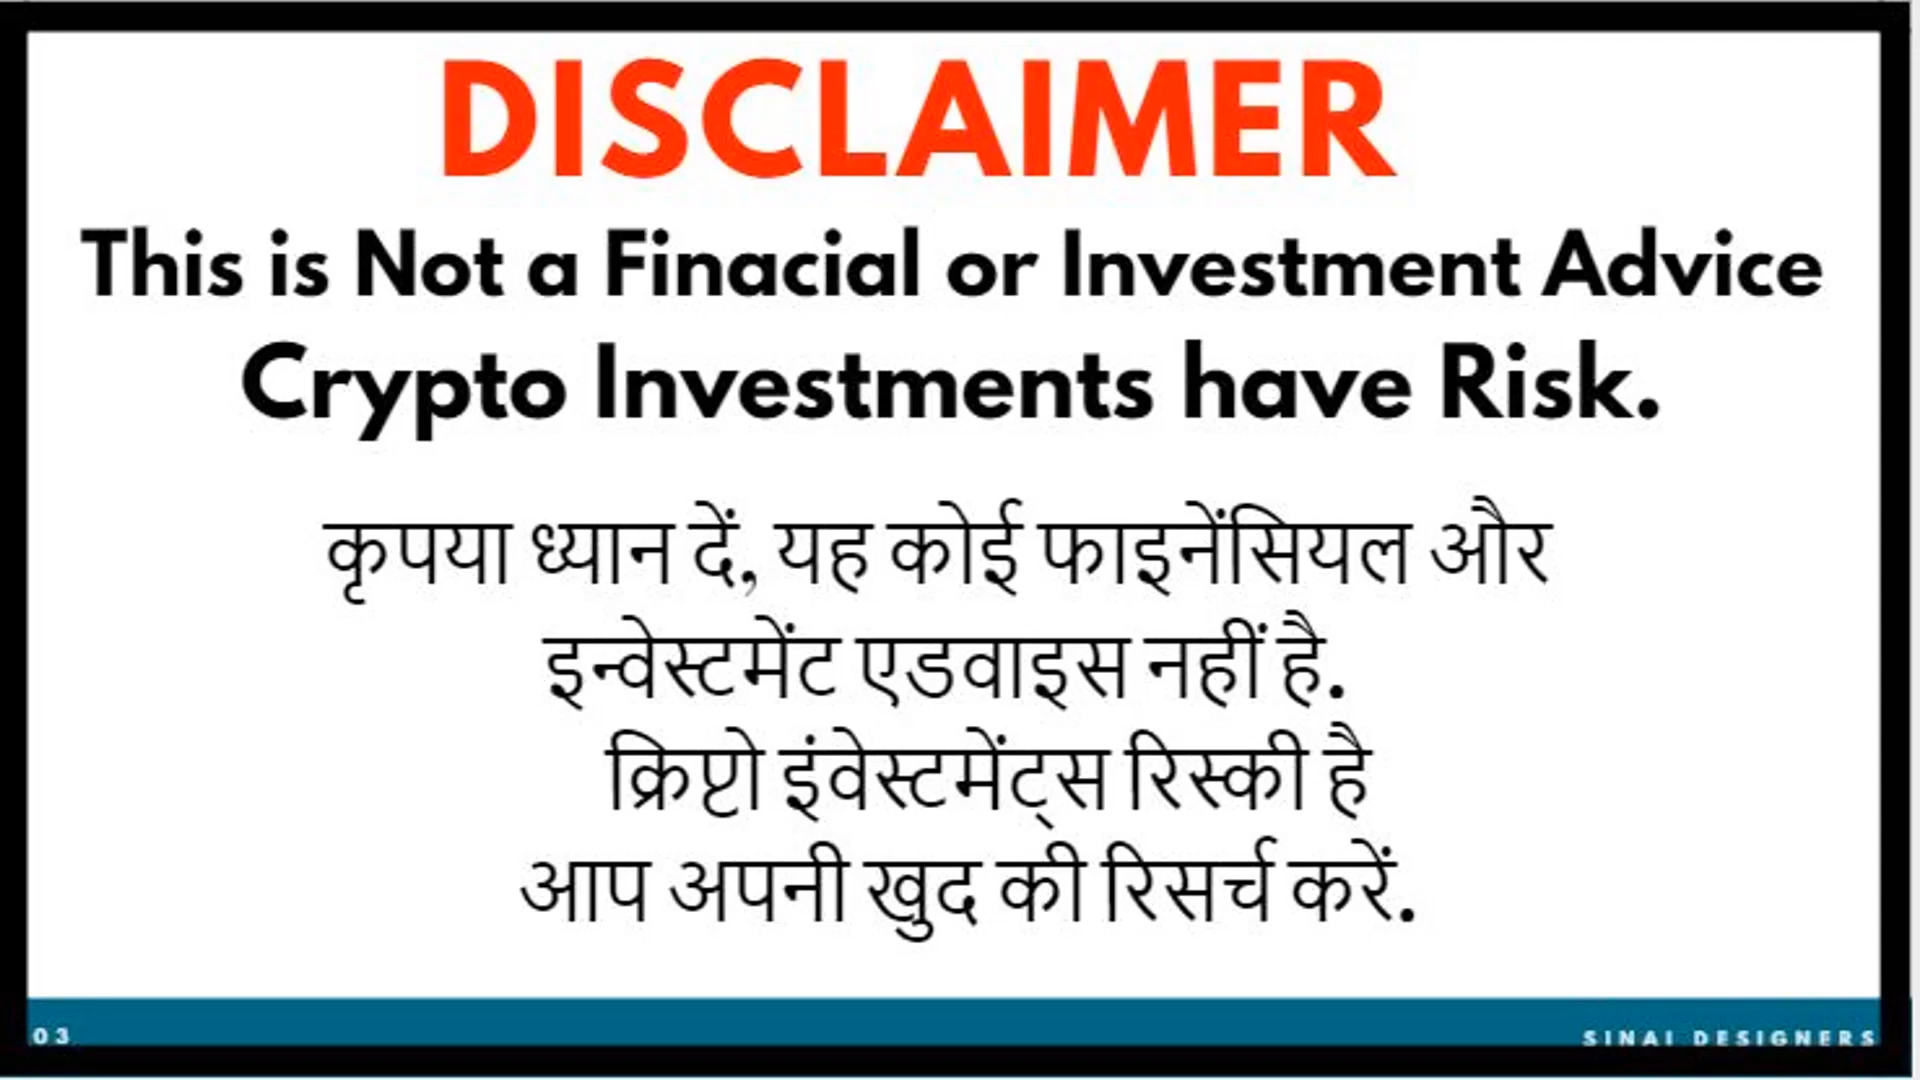 DISCLAIMER
This is Not a Finacial or Investment Advice
Crypto Investments have Risk.
कृपया ध्यान दें, यह कोई फाइनेंसियल और
इन्वेस्टमेंट एडवाइस नहीं है.
क्रिप्टो इंवेस्टमेंट्स रिस्की है
आप अपनी खुद की रिसर्च करें.
03
SINAI DESIGNERS